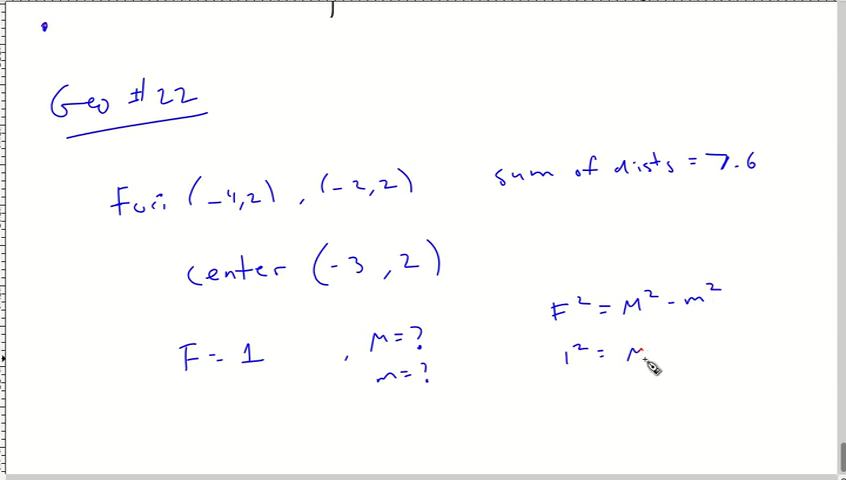 Geo #22
Foci (-4,2), (-2,2)
sum of dists = 7.6
center (-3, 2)
F = 1, M = ?
m = ?
F² = M² - m²
1² = M